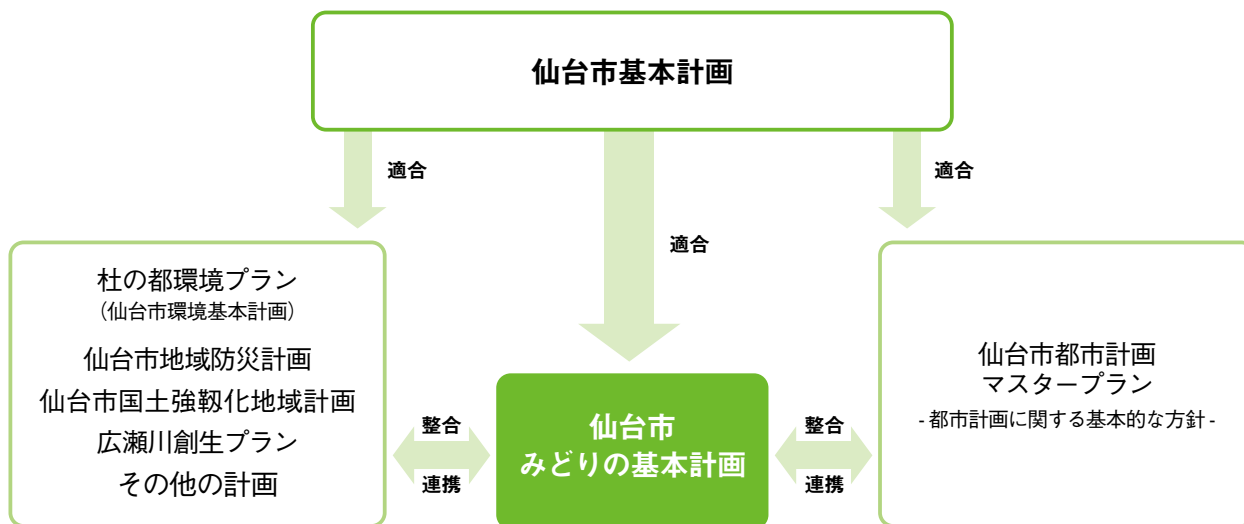 仙台市基本計画
適合
適合
適合
杜の都環境プラン
（仙台市環境基本計画）
仙台市地域防災計画
仙台市国土強靱化地域計画
広瀬川創生プラン
その他の計画
整合
連携
仙台市
みどりの基本計画
整合
連携
仙台市都市計画
マスタープラン
- 都市計画に関する基本的な方針 -